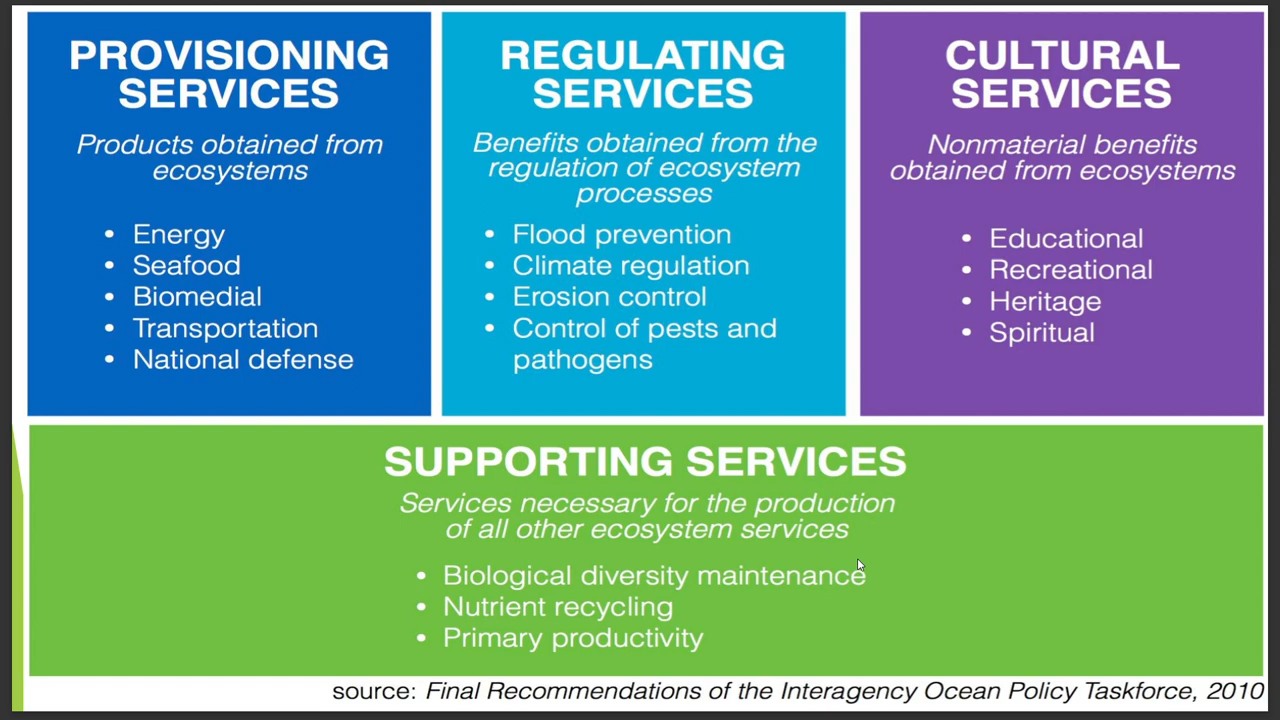 PROVISIONING
SERVICES
Products obtained from
ecosystems
• Energy
• Seafood
• Biomedial
• Transportation
• National defense
REGULATING
SERVICES
Benefits obtained from the
regulation of ecosystem
processes
• Flood prevention
• Climate regulation
• Erosion control
• Control of pests and
pathogens
CULTURAL
SERVICES
Nonmaterial benefits
obtained from ecosystems
• Educational
• Recreational
• Heritage
• Spiritual
SUPPORTING SERVICES
Services necessary for the production
of all other ecosystem services
• Biological diversity maintenance
• Nutrient recycling
• Primary productivity
source: Final Recommendations of the Interagency Ocean Policy Taskforce, 2010